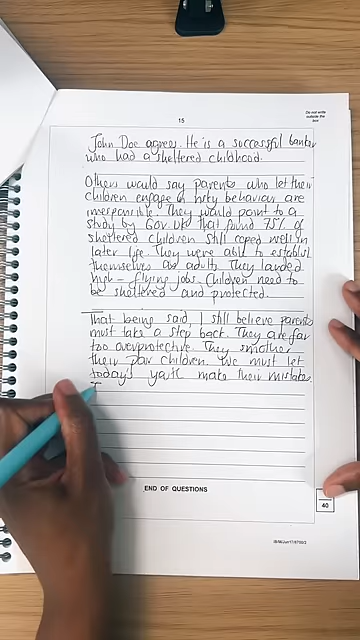 15
Do not write
outside the
box
John Doe agrees. He is a successful banker
who had a sheltered childhood.
Others would say parents who let their
children engage in risky behaviour are
irresponsible. They would point to a
study by Gov UK that found 75% of
sheltered children still coped well in
later life. They were able to establish
themselves as adults. They landed
high-flying jobs. Children need to
be sheltered and protected.
That being said, I still believe parents
must take a step back. They are far
too overprotective. They smother
their poor children. We must let
today's youth make their mistakes.
END OF QUESTIONS
40
IB/M/Jun17/8700/2